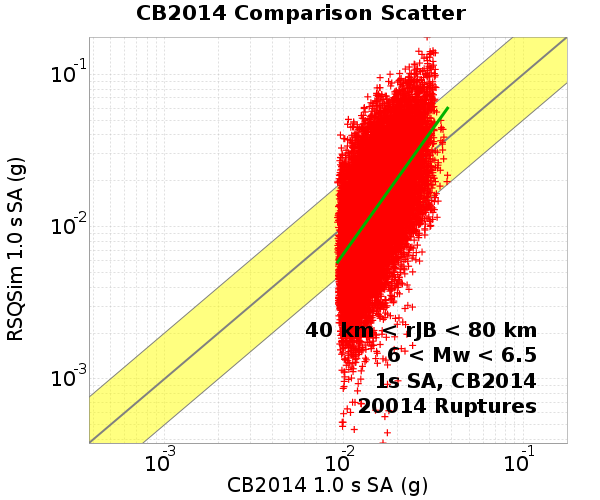 CB2014 Comparison Scatter
RSQSim 1.0 s SA (g)
10-1
10-2
10-3
40 km < rJB < 80 km
6 < Mw < 6.5
1s SA, CB2014
20014 Ruptures
10-3 10-2 10-1
CB2014 1.0 s SA (g)